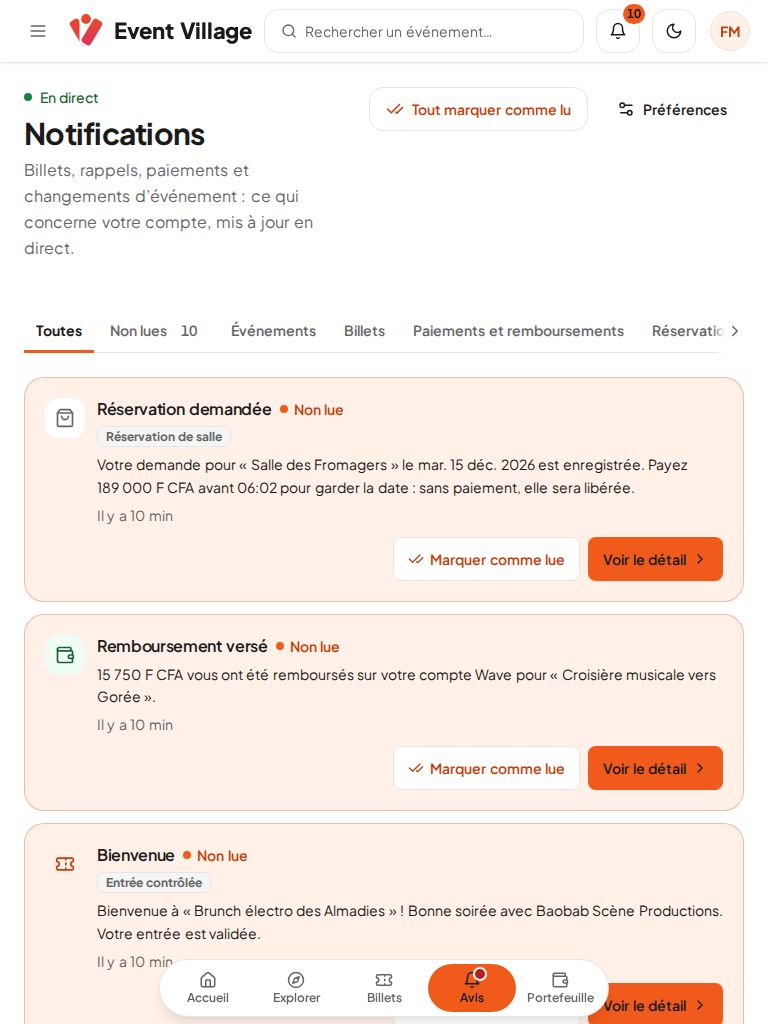 Event Village
Rechercher un événement...
10
FM
En direct
Notifications
Billets, rappels, paiements et
changements d’événement : ce qui
concerne votre compte, mis à jour en
direct.
Tout marquer comme lu
Préférences
Toutes
Non lues 10
Événements
Billets
Paiements et remboursements
Réservatio
Réservation demandée
Non lue
Réservation de salle
Votre demande pour « Salle des Fromagers » le mar. 15 déc. 2026 est enregistrée. Payez
189 000 F CFA avant 06:02 pour garder la date : sans paiement, elle sera libérée.
Il y a 10 min
Marquer comme lue
Voir le détail
Remboursement versé
Non lue
15 750 F CFA vous ont été remboursés sur votre compte Wave pour « Croisière musicale vers
Gorée ».
Il y a 10 min
Marquer comme lue
Voir le détail
Bienvenue
Non lue
Entrée contrôlée
Bienvenue à « Brunch électro des Almadies » ! Bonne soirée avec Baobab Scène Productions.
Votre entrée est validée.
Il y a 10 min
Voir le détail
Accueil
Explorer
Billets
Avis
Portefeuille